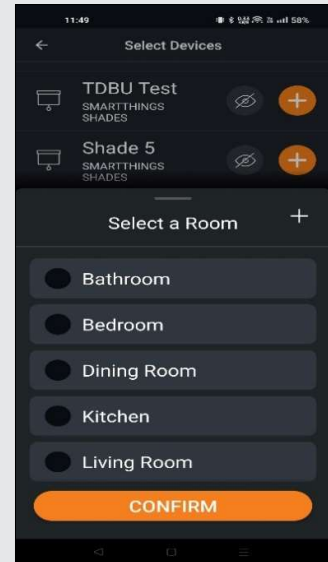 11:49
58%
Select Devices
TDBU Test
SMARTTHINGS
SHADES
Shade 5
SMARTTHINGS
SHADES
Select a Room
Bathroom
Bedroom
Dining Room
Kitchen
Living Room
CONFIRM